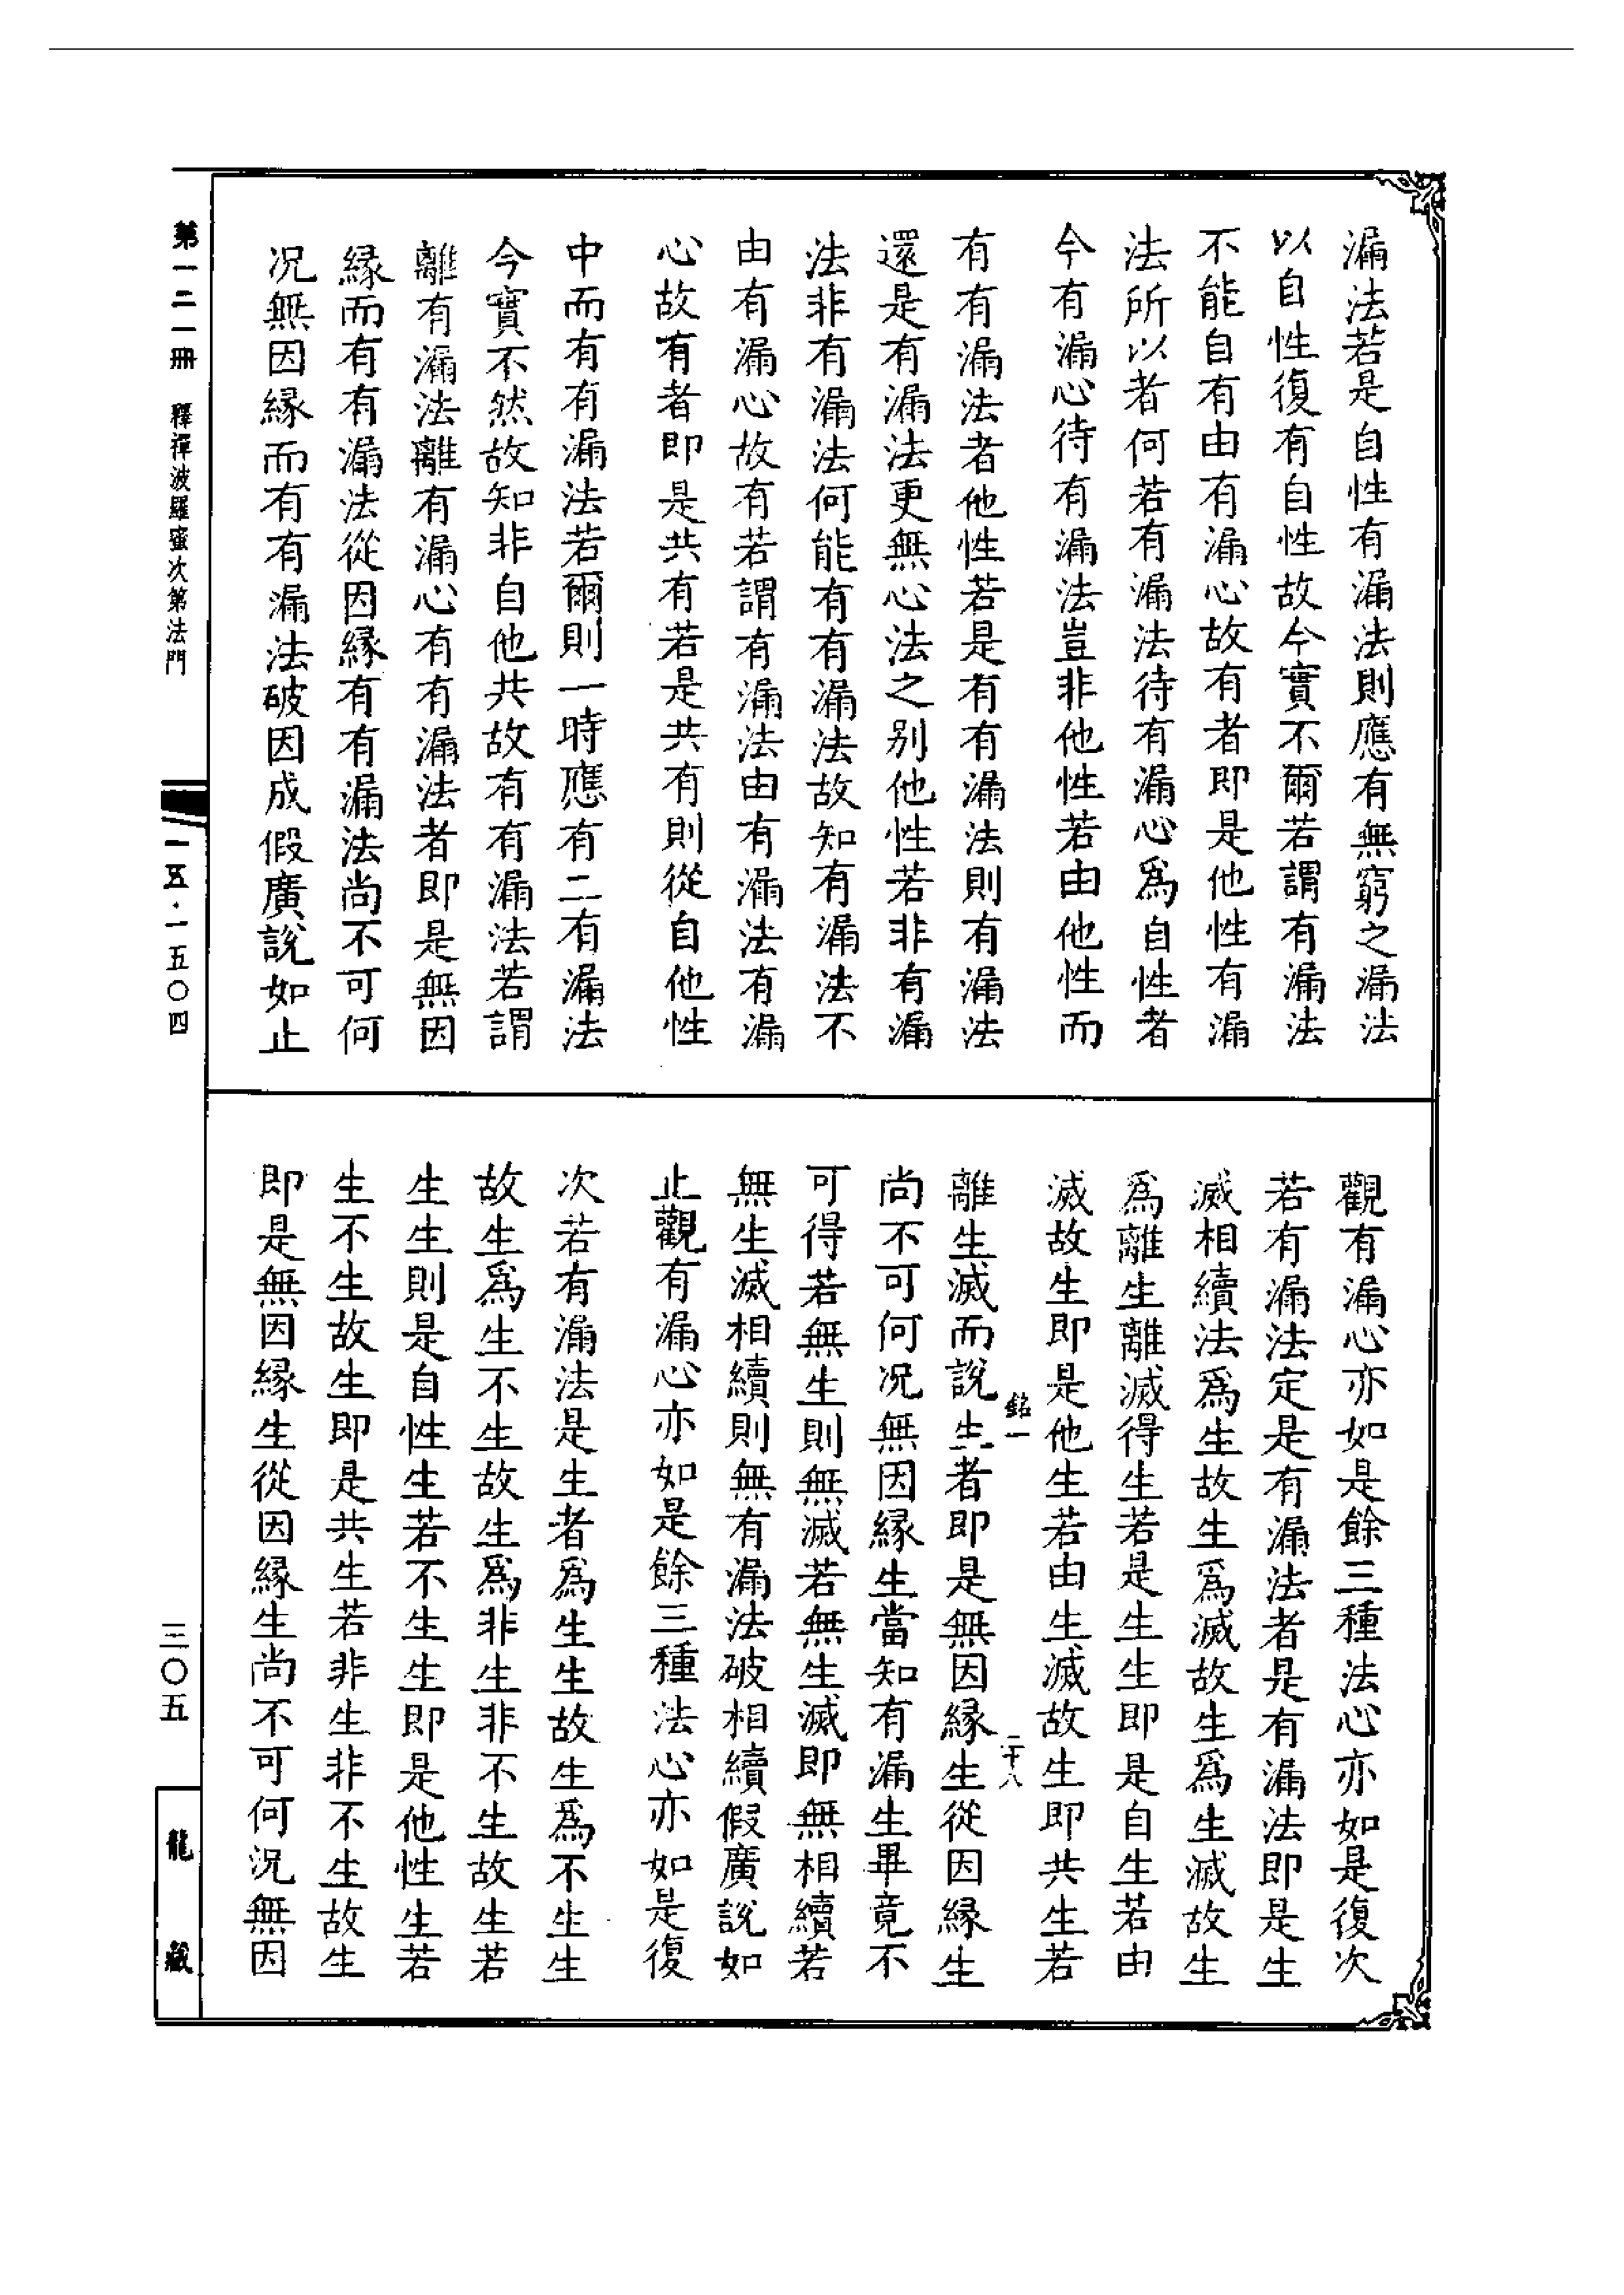 漏法若是自性有漏法則應有無窮之漏法
以自性復有自性故今實不爾若謂有漏法
不能自有由有漏心故有者即是他性有漏
法所以者何若有漏法待有漏心爲自性者
今有漏心待有漏法豈非他性若由他性而
有有漏法者他性若是有有漏法則有漏法
還是有漏法更無心法之別他性若非有漏
法非有漏法何能有有漏法故知有漏法不
由有漏心故有若謂有漏法由有漏法有漏
心故有者即是共有若是共有則從自他性
中而有有漏法若爾則一時應有二有漏法
今實不然故知非自他共故有有漏法若謂
離有漏法離有漏心有有漏法者即是無因
緣而有有漏法從因緣有有漏法尚不可何
况無因緣而有有漏法破因成假廣說如止
觀有漏心亦如是餘三種法心亦如是復次
若有漏法定是有漏法者是有漏法即是生
滅相續法爲生故生爲滅故生爲生滅故生
爲離生離滅得生若是生生即是自生若由
滅故生即是他生若由生滅故生即共生若
離生滅而說生者即是無因緣生從因緣生
尚不可何况無因緣生當知有漏生畢竟不
可得若無生則無滅若無生滅即無相續若
無生滅相續則無有漏法破相續假廣說如
止觀有漏心亦如是餘三種法心亦如是復
次若有漏法是生者爲生生故生爲不生生
故生爲生不生故生爲非生非不生故生若
生生則是自性生若不生生即是他性生若
生不生故生即是共生若非生非不生故生
即是無因緣生從因緣生尚不可何況無因
銘一
二十八
第一二一冊
釋禪波羅蜜次第法門
一五·一五〇四
三〇五
龍藏